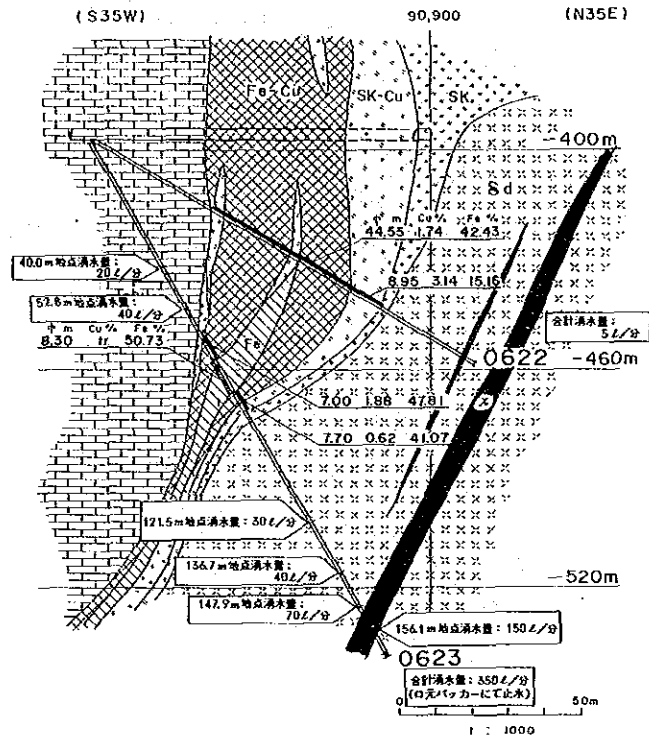 (S35W)
90,900
(N35E)
Fe-Cu
SK-Cu
SK
-400m
Sd
m Cu% Fe%
44.55 1.74 42.43
40.0m地点湧水量:
20ℓ/分
8.95 3.14 15.16
52.8m地点湧水量:
40ℓ/分
合計湧水量:
5ℓ/分
m Cu% Fe%
8.30 tr 50.73
Fe
0622
-460m
7.00 1.88 47.81
7.70 0.62 41.07
121.5m地点湧水量:30ℓ/分
136.7m地点湧水量:
40ℓ/分
-520m
147.9m地点湧水量:
70ℓ/分
156.1m地点湧水量:150ℓ/分
0623
合計湧水量:350ℓ/分
(口元パッカーにて止水)
0 50m
1 : 1000